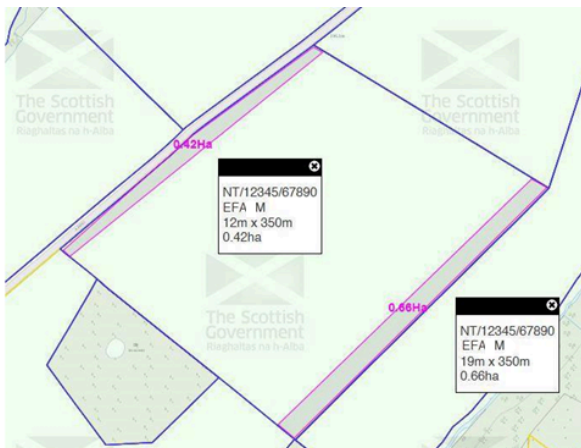 The Scottish
Government
Riaghaltas na h-Alba
The Scottish
Government
Riaghaltas na h-Alba
0.42Ha
NT/12345/67890
EFA M
12m x 350m
0.42ha
The Scottish
Government
Riaghaltas na h-Alba
0.66Ha
NT/12345/67890
EFA M
19m x 350m
0.66ha